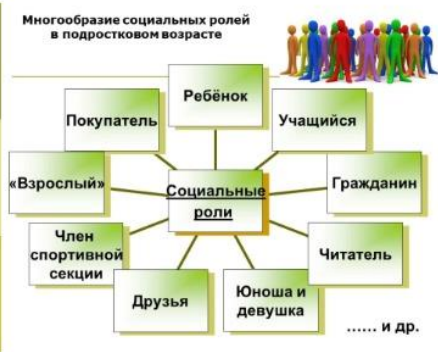 Многообразие социальных ролей
в подростковом возрасте
Ребёнок
Покупатель
Учащийся
«Взрослый»
Социальные
роли
Гражданин
Член
спортивной
секции
Читатель
Друзья
Юноша и
девушка
...... и др.